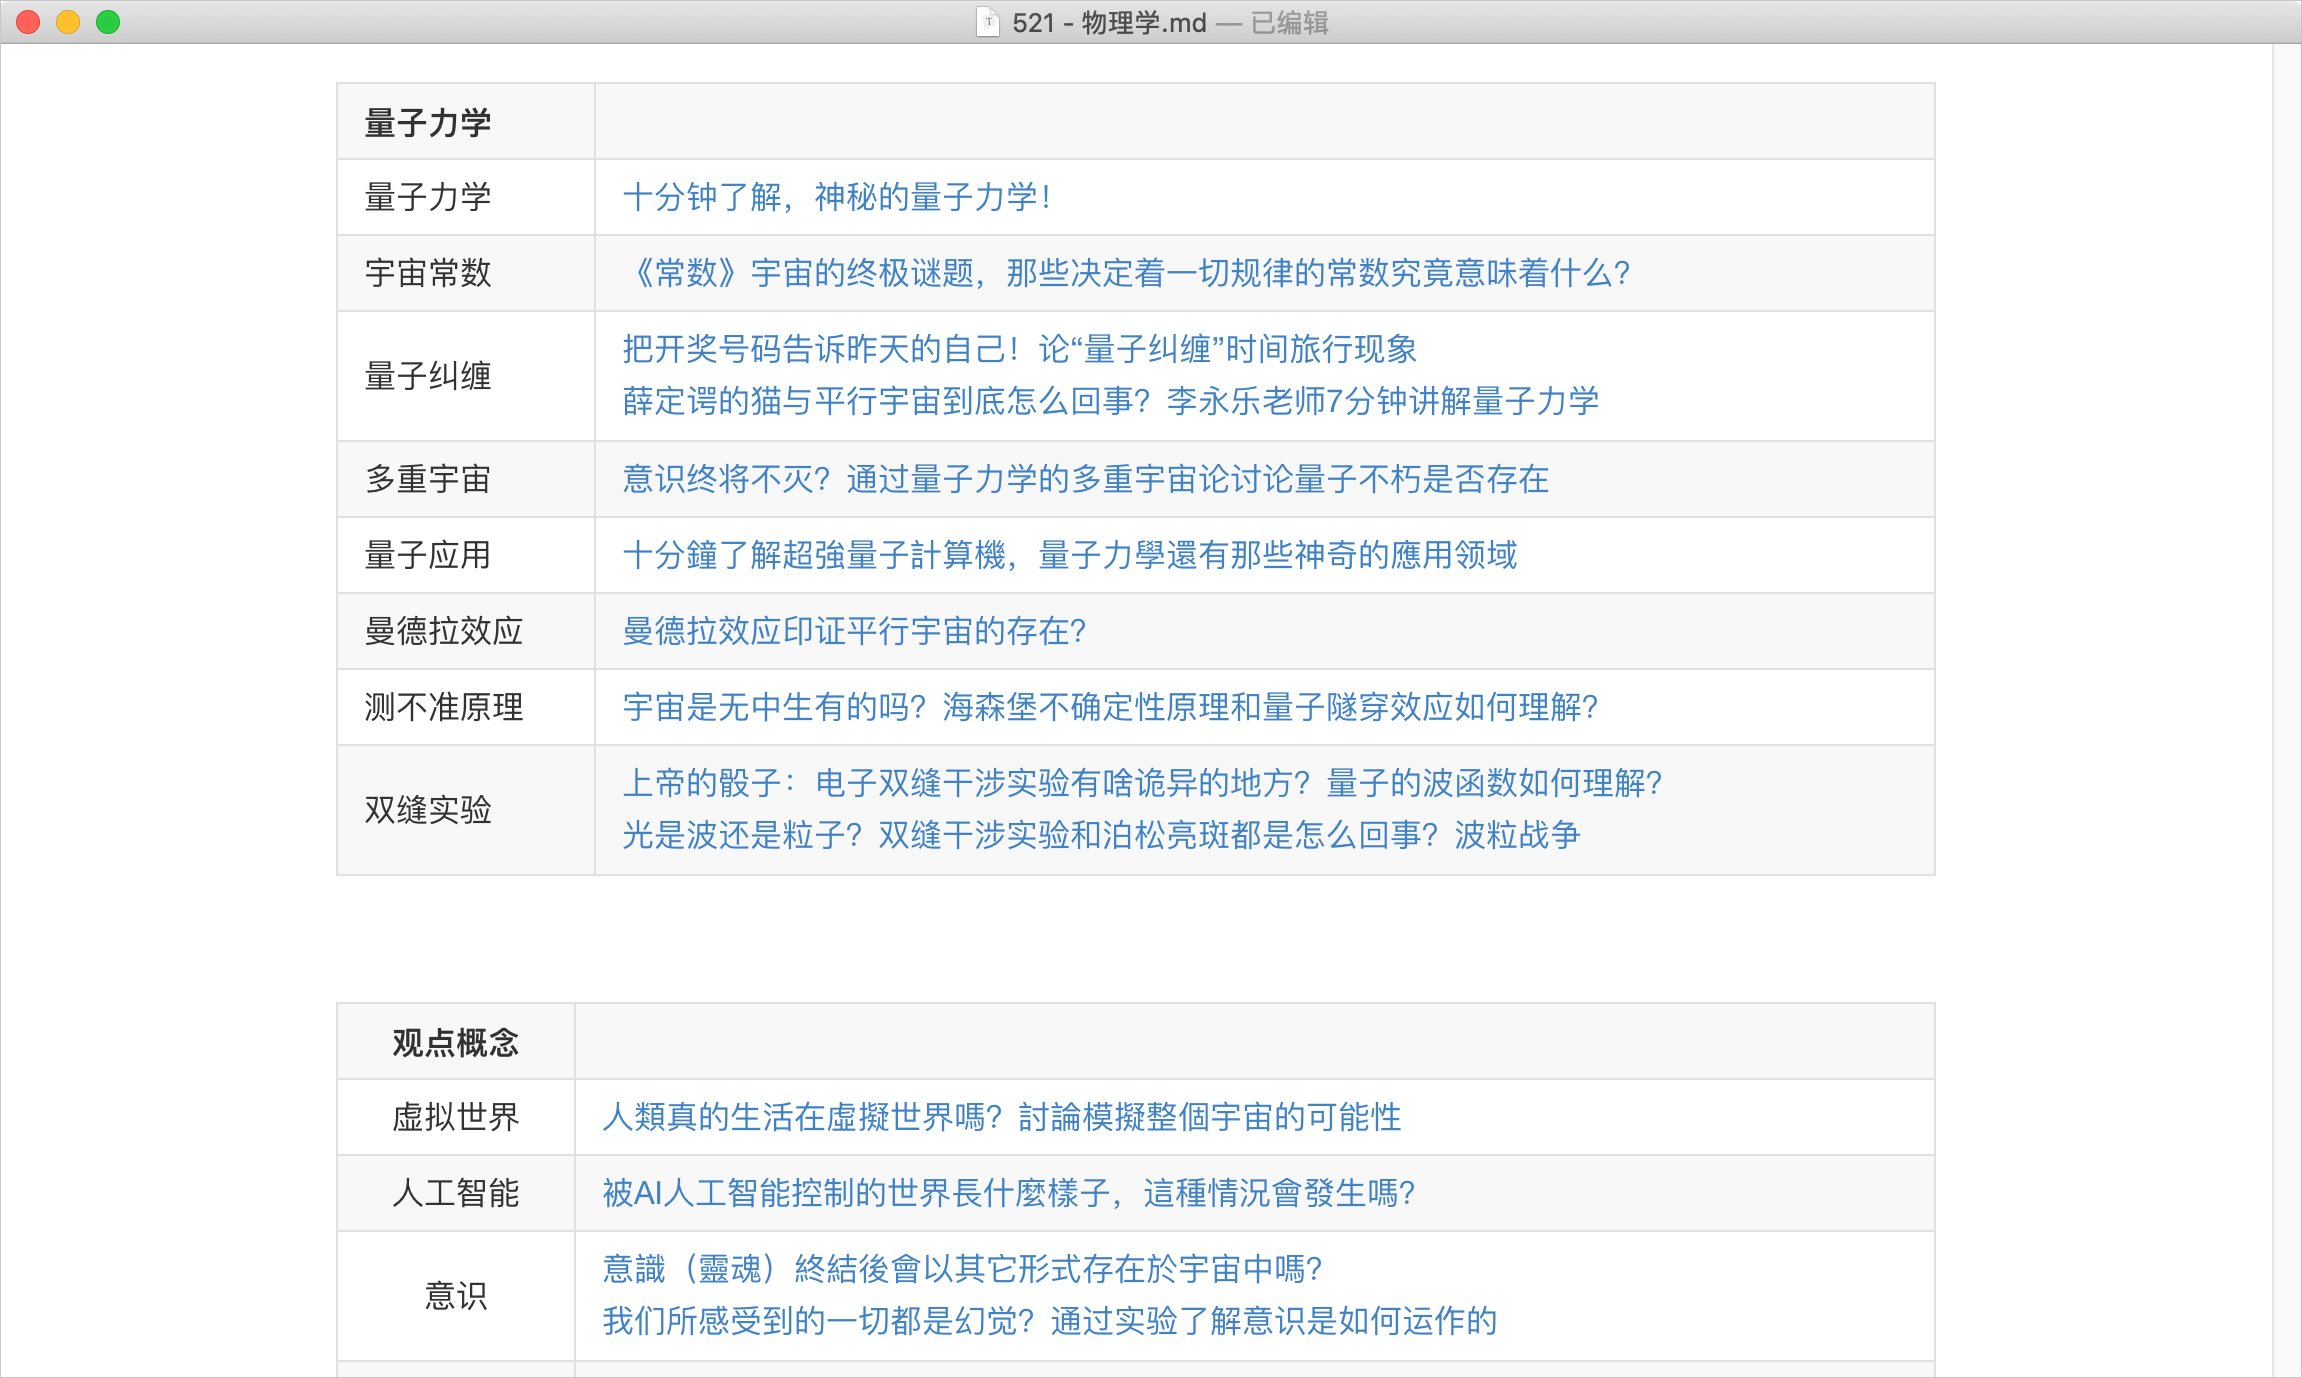 521 - 物理学.md — 已编辑
量子力学
量子力学
十分钟了解，神秘的量子力学！
宇宙常数
《常数》宇宙的终极谜题，那些决定着一切规律的常数究竟意味着什么？
量子纠缠
把开奖号码告诉昨天的自己！论“量子纠缠”时间旅行现象
薛定谔的猫与平行宇宙到底怎么回事？李永乐老师7分钟讲解量子力学
多重宇宙
意识终将不灭？通过量子力学的多重宇宙论讨论量子不朽是否存在
量子应用
十分鐘了解超強量子計算機，量子力學還有那些神奇的應用领域
曼德拉效应
曼德拉效应印证平行宇宙的存在？
测不准原理
宇宙是无中生有的吗？海森堡不确定性原理和量子隧穿效应如何理解？
双缝实验
上帝的骰子：电子双缝干涉实验有啥诡异的地方？量子的波函数如何理解？
光是波还是粒子？双缝干涉实验和泊松亮斑都是怎么回事？波粒战争
观点概念
虚拟世界
人類真的生活在虛擬世界嗎？討論模擬整個宇宙的可能性
人工智能
被AI人工智能控制的世界長什麼樣子，這種情況會發生嗎？
意识
意識（靈魂）終結後會以其它形式存在於宇宙中嗎？
我们所感受到的一切都是幻觉？通过实验了解意识是如何运作的